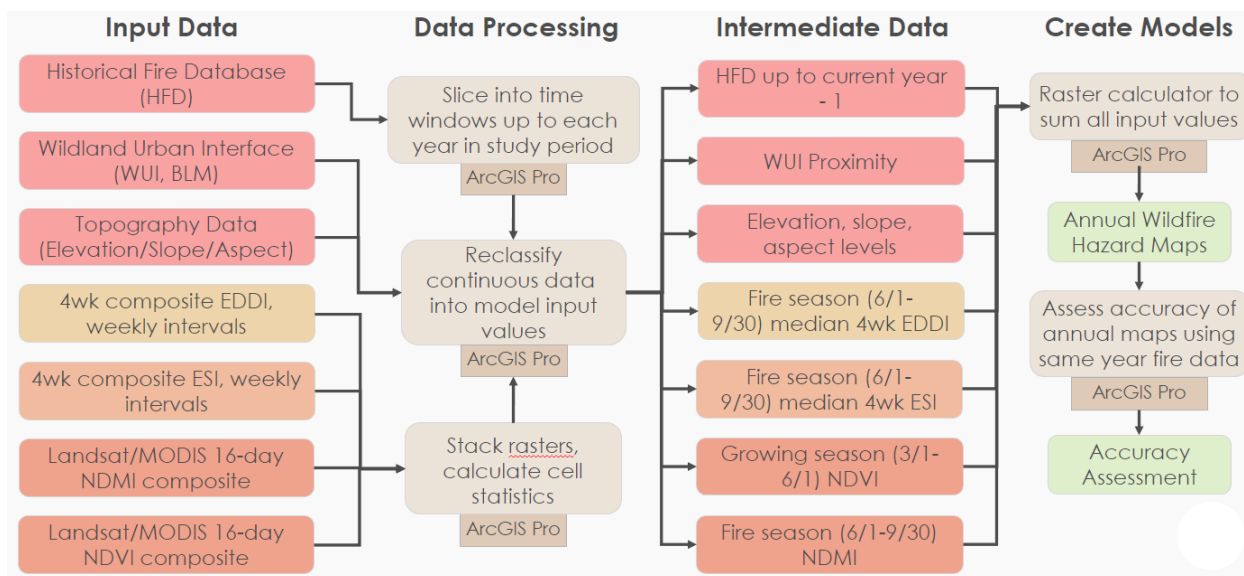 Input Data
Historical Fire Database
(HFD)
Wildland Urban Interface
(WUI, BLM)
Topography Data
(Elevation/Slope/Aspect)
4wk composite EDDI,
weekly intervals
4wk composite ESI, weekly
intervals
Landsat/MODIS 16-day
NDMI composite
Landsat/MODIS 16-day
NDVI composite
Data Processing
Slice into time
windows up to each
year in study period
ArcGIS Pro
Reclassify
continuous data
into model input
values
ArcGIS Pro
Stack rasters,
calculate cell
statistics
ArcGIS Pro
Intermediate Data
HFD up to current year
- 1
WUI Proximity
Elevation, slope,
aspect levels
Fire season (6/1-
9/30) median 4wk EDDI
Fire season (6/1-
9/30) median 4wk ESI
Growing season (3/1-
6/1) NDVI
Fire season (6/1-9/30)
NDMI
Create Models
Raster calculator to
sum all input values
ArcGIS Pro
Annual Wildfire
Hazard Maps
Assess accuracy of
annual maps using
same year fire data
ArcGIS Pro
Accuracy
Assessment